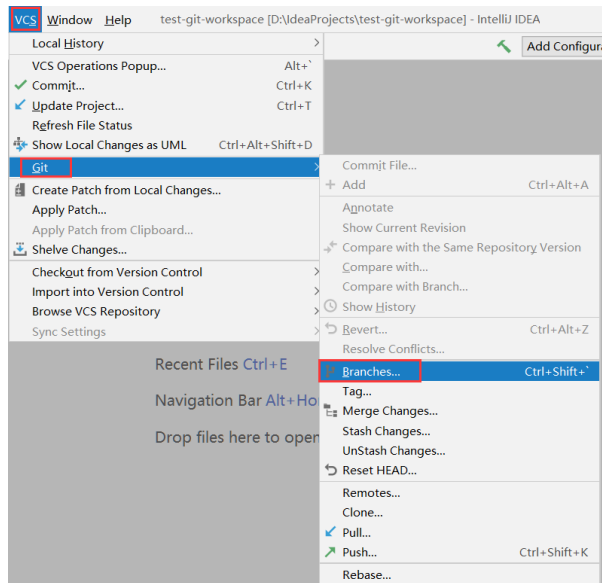 VCS Window Help test-git-workspace [D:\IdeaProjects\test-git-workspace] - IntelliJ IDEA
Local History
Add Configura
VCS Operations Popup... Alt+`
Commit... Ctrl+K
Update Project... Ctrl+T
Refresh File Status
Show Local Changes as UML Ctrl+Alt+Shift+D
Git
Create Patch from Local Changes...
Apply Patch...
Apply Patch from Clipboard...
Shelve Changes...
Checkout from Version Control
Import into Version Control
Browse VCS Repository
Sync Settings
Commit File...
Add Ctrl+Alt+A
Annotate
Show Current Revision
Compare with the Same Repository Version
Compare with...
Compare with Branch...
Show History
Revert... Ctrl+Alt+Z
Resolve Conflicts...
Branches... Ctrl+Shift+`
Tag...
Merge Changes...
Stash Changes...
UnStash Changes...
Reset HEAD...
Remotes...
Clone...
Pull...
Push... Ctrl+Shift+K
Rebase...
Recent Files Ctrl+E
Navigation Bar Alt+Ho
Drop files here to open